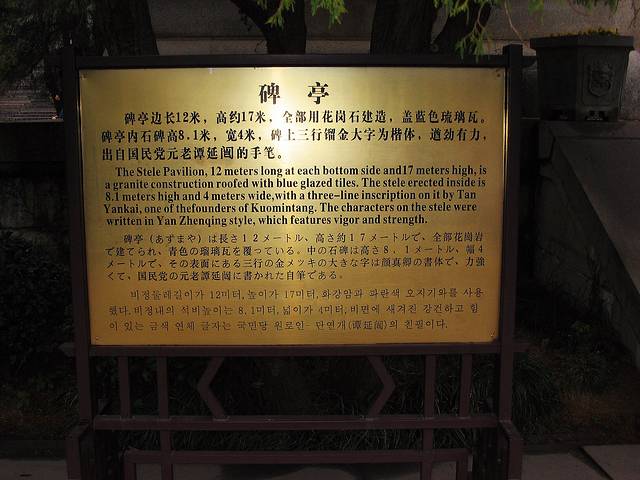 碑亭
碑亭边长12米，高约17米，全部用花岗石建造，盖蓝色琉璃瓦。
碑亭内石碑高8.1米，宽4米，碑上三行镏金大字为楷体，道劲有力，
出自国民党元老谭延闿的手笔。
The Stele Pavilion, 12 meters long at each bottom side and17 meters high, is
a granite construction roofed with blue glazed tiles. The stele erected inside is
8.1 meters high and 4 meters wide,with a three-line inscription on it by Tan
Yankai, one of thefounders of Kuomintang. The characters on the stele were
written in Yan Zhenqing style, which features vigor and strength.
碑亭（あずまや）は長さ１２メートル、高さ約１７メートルで、全部花崗岩
で建てられ、青色の瑠璃瓦を覆っている。中の石碑は高さ８．１メートル、幅４
メートルで、その表面にある三行の金メッキの大きな字は顔真卿の書体で、力強
くて、国民党の元老譚延闓に書かれた自筆である。
비정둘레길이가 12미터,높이가 17미터,화강암과 파란색 오지기와를 사용
했다.비정내의 석비높이는 8.1미터,넓이가 4미터,비면에 새겨진 강건하고 힘
이 있는 금색 연체 글자는 국민당 원로인 단연개(谭延闿)의 친필이다.